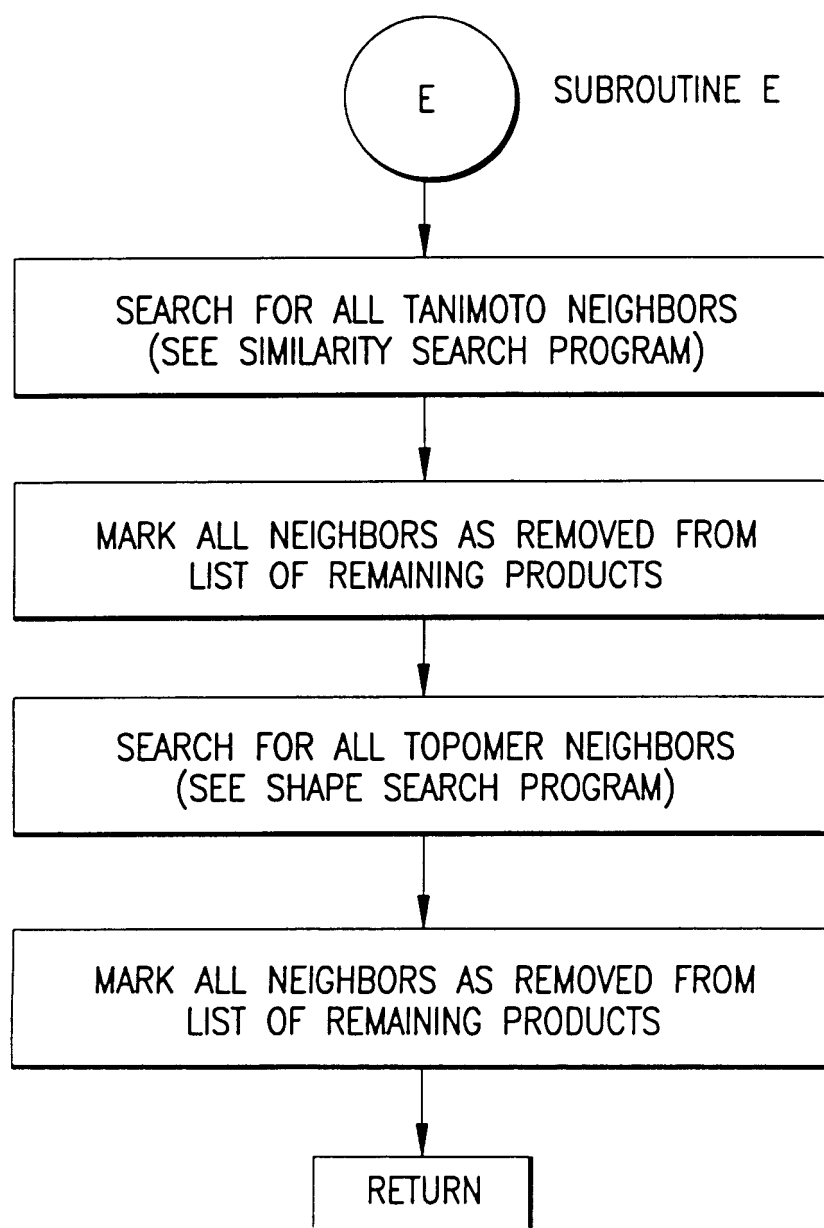 E
SUBROUTINE E
SEARCH FOR ALL TANIMOTO NEIGHBORS
(SEE SIMILARITY SEARCH PROGRAM)
MARK ALL NEIGHBORS AS REMOVED FROM
LIST OF REMAINING PRODUCTS
SEARCH FOR ALL TOPOMER NEIGHBORS
(SEE SHAPE SEARCH PROGRAM)
MARK ALL NEIGHBORS AS REMOVED FROM
LIST OF REMAINING PRODUCTS
RETURN